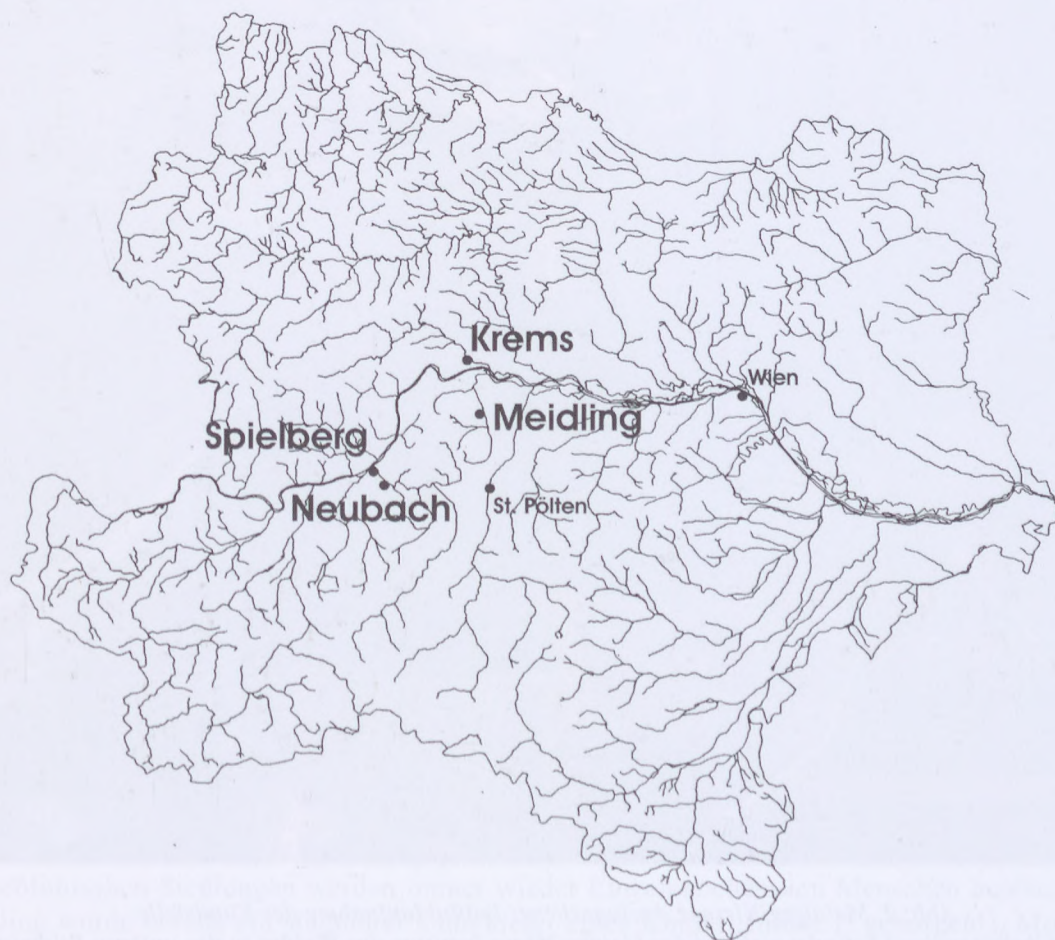 Krems
Wien
Meidling
Spielberg
Neubach
St. Pölten